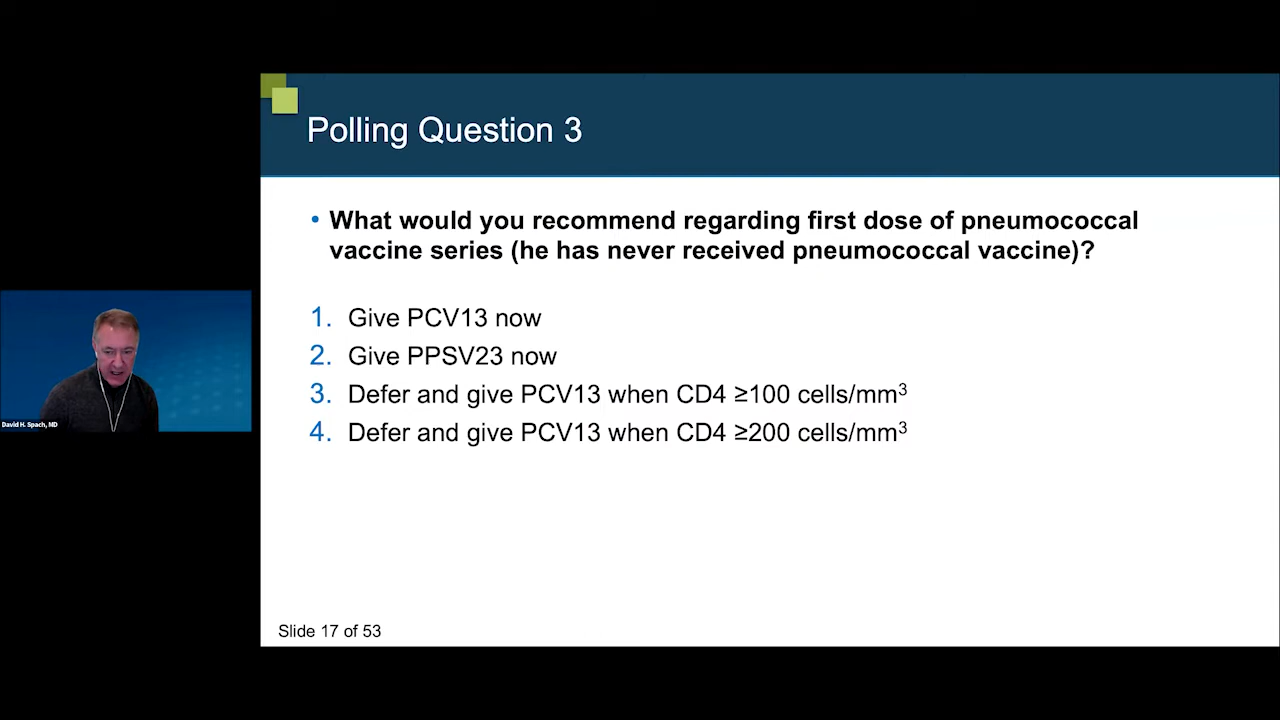 Polling Question 3
• What would you recommend regarding first dose of pneumococcal
vaccine series (he has never received pneumococcal vaccine)?
1. Give PCV13 now
2. Give PPSV23 now
3. Defer and give PCV13 when CD4 ≥100 cells/mm³
4. Defer and give PCV13 when CD4 ≥200 cells/mm³
David H. Spach, MD
Slide 17 of 53